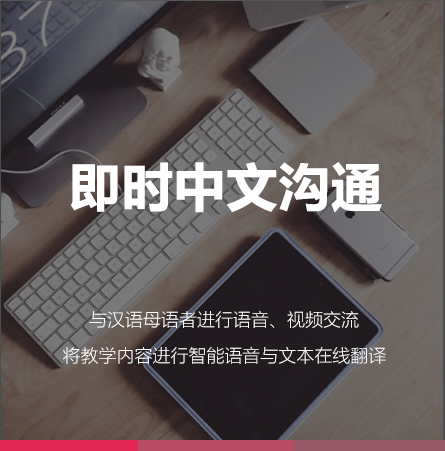 37
即时中文沟通
与汉语母语者进行语音、视频交流
将教学内容进行智能语音与文本在线翻译